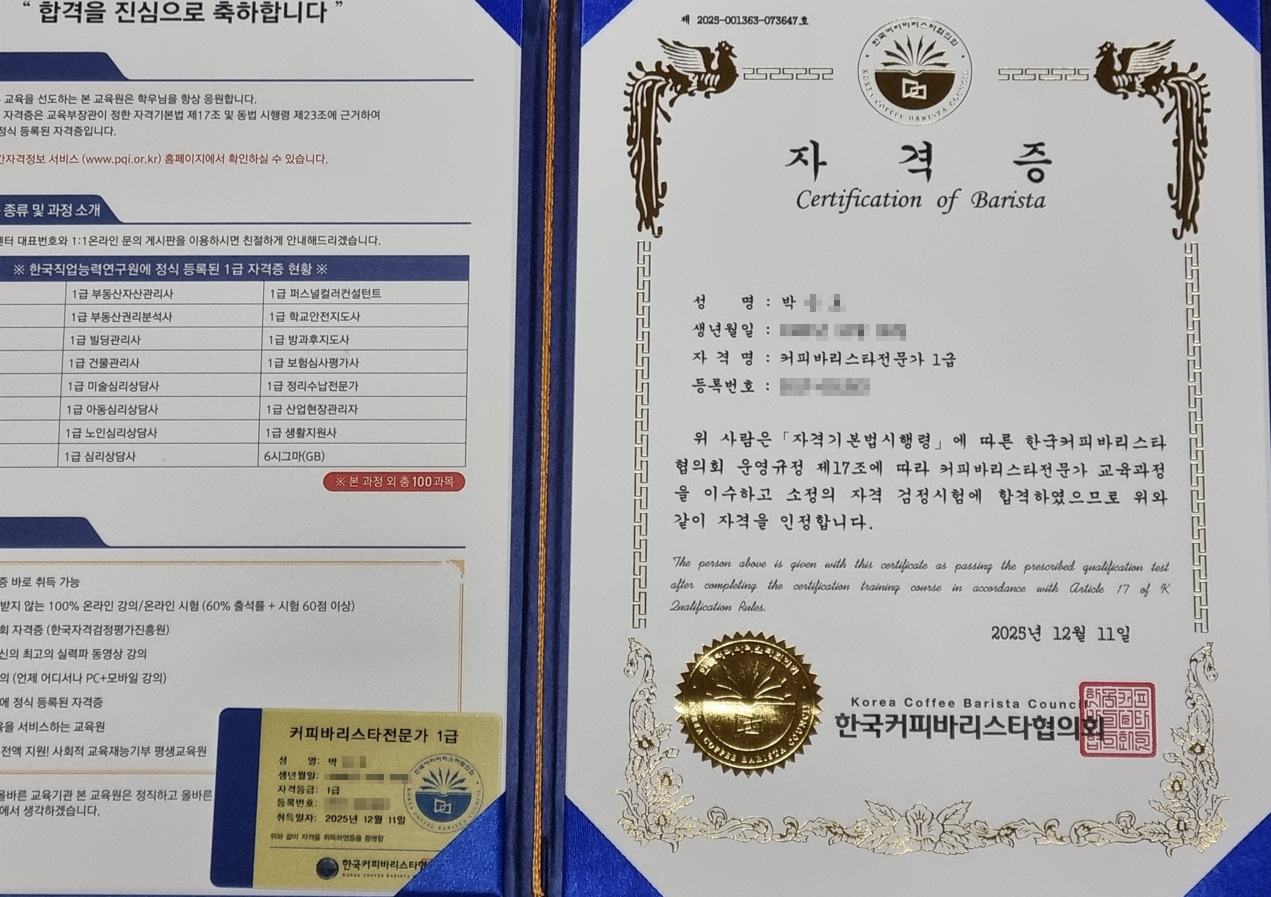 “ 합격을 진심으로 축하합니다 ”
교육을 선도하는 본 교육원은 학우님을 항상 응원합니다.
자격증은 교육부장관이 정한 자격기본법 제17조 및 동법 시행령 제23조에 근거하여
정식 등록된 자격증입니다.
간자격정보 서비스 (www.pqi.or.kr) 홈페이지에서 확인하실 수 있습니다.
종류 및 과정 소개
센터 대표번호와 1:1온라인 문의 게시판을 이용하시면 친절하게 안내해드리겠습니다.
※ 한국직업능력연구원에 정식 등록된 1급 자격증 현황 ※
1급 부동산자산관리사 1급 퍼스널컬러컨설턴트
1급 부동산권리분석사 1급 학교안전지도사
1급 빌딩관리사 1급 방과후지도사
1급 건물관리사 1급 보험심사평가사
1급 미술심리상담사 1급 정리수납전문가
1급 아동심리상담사 1급 산업현장관리자
1급 노인심리상담사 1급 생활지원사
1급 심리상담사 6시그마(GB)
※ 본 과정 외 총 100과목
증 바로 취득 가능
받지 않는 100% 온라인 강의/온라인 시험 (60% 출석률 + 시험 60점 이상)
회 자격증 (한국자격검정평가진흥원)
신의 최고의 실력파 동영상 강의
의 (언제 어디서나 PC+모바일 강의)
에 정식 등록된 자격증
육을 서비스하는 교육원
전액 지원! 사회적 교육재능기부 평생교육원
올바른 교육기관 본 교육원은 정직하고 올바른
에서 생각하겠습니다.
커피바리스타전문가 1급
성 명: 박
생년월일:
자격등급: 1급
등록번호:
취득일자: 2025년 12월 11일
위와 같이 자격을 취득하였음을 증명함
한국커피바리스타협
KOREA COFFEE BARISTA
제 2025-001363-073647호
한국커피바리스타협의회
KOREA COFFEE BARISTA COUNCIL
자 격 증
Certification of Barista
성 명 : 박
생년월일 :
자 격 명 : 커피바리스타전문가 1급
등록번호 :
위 사람은 「자격기본법시행령」에 따른 한국커피바리스타
협의회 운영규정 제17조에 따라 커피바리스타전문가 교육과정
을 이수하고 소정의 자격 검정시험에 합격하였으므로 위와
같이 자격을 인정합니다.
The person above is given with this certificate as passing the prescribed qualification test
after completing the certification training course in accordance with Article 17 of K
Qualification Rules.
2025년 12월 11일
Korea Coffee Barista Council
한국커피바리스타협의회